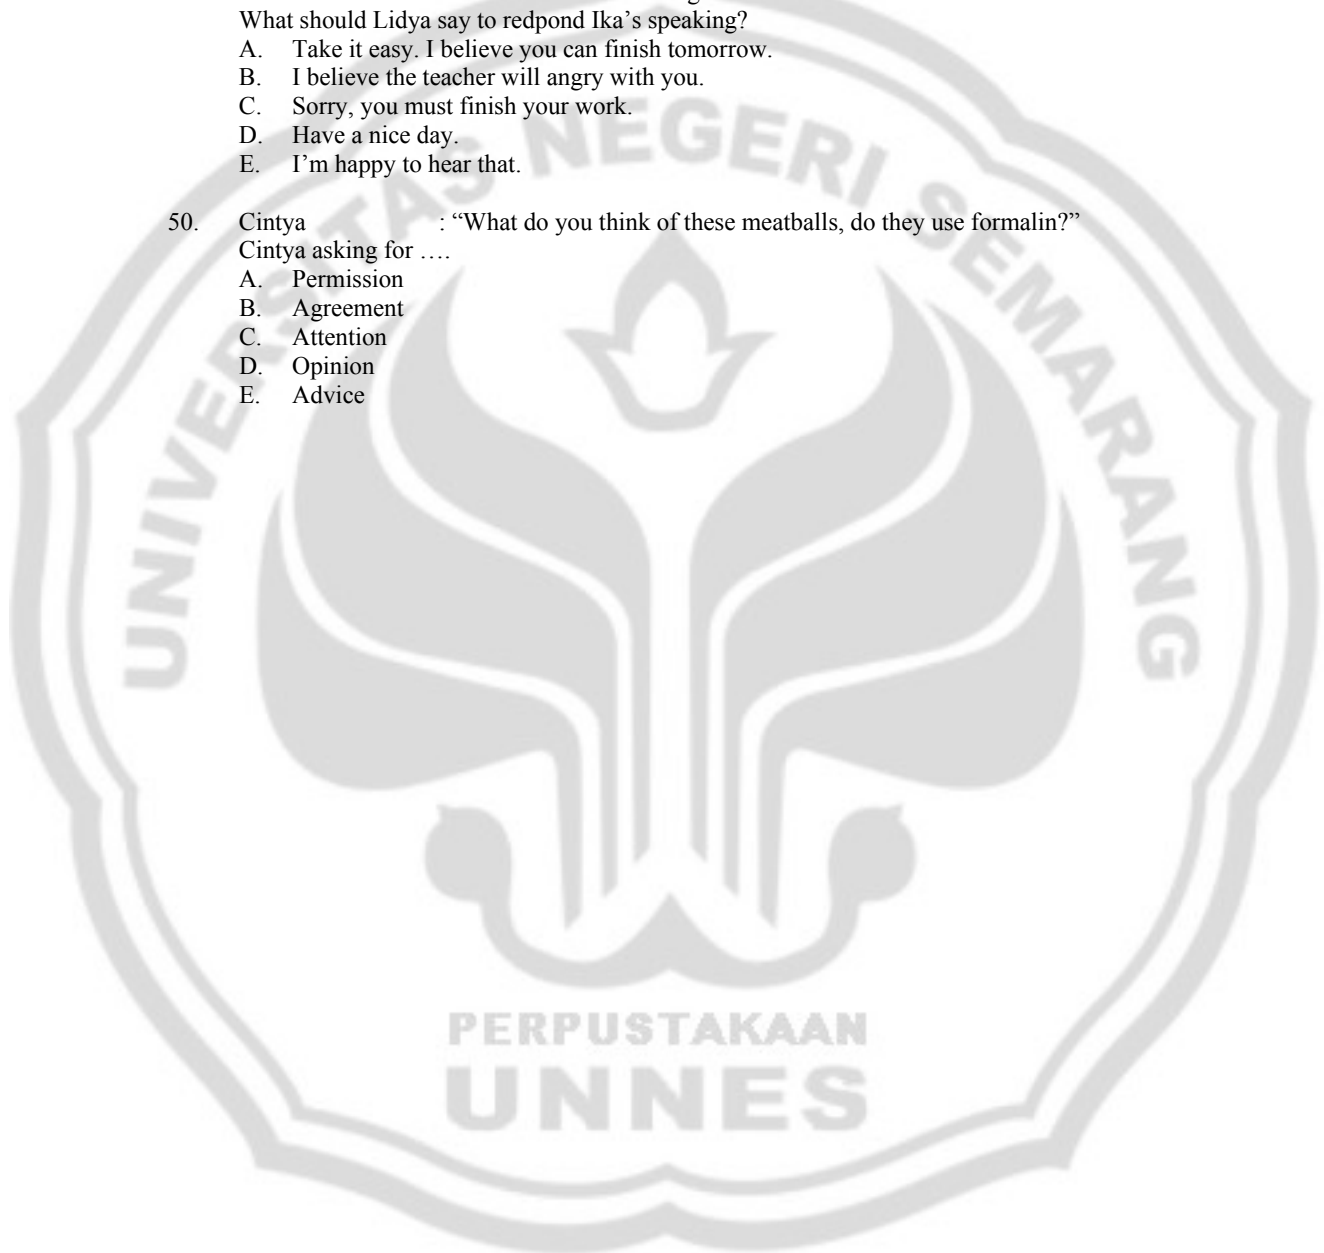 What should Lidya say to redpond Ika’s speaking?
A. Take it easy. I believe you can finish tomorrow.
B. I believe the teacher will angry with you.
C. Sorry, you must finish your work.
D. Have a nice day.
E. I’m happy to hear that.
50. Cintya : “What do you think of these meatballs, do they use formalin?”
Cintya asking for ….
A. Permission
B. Agreement
C. Attention
D. Opinion
E. Advice
UNIVERSITAS NEGERI SEMARANG
PERPUSTAKAAN
UNNES